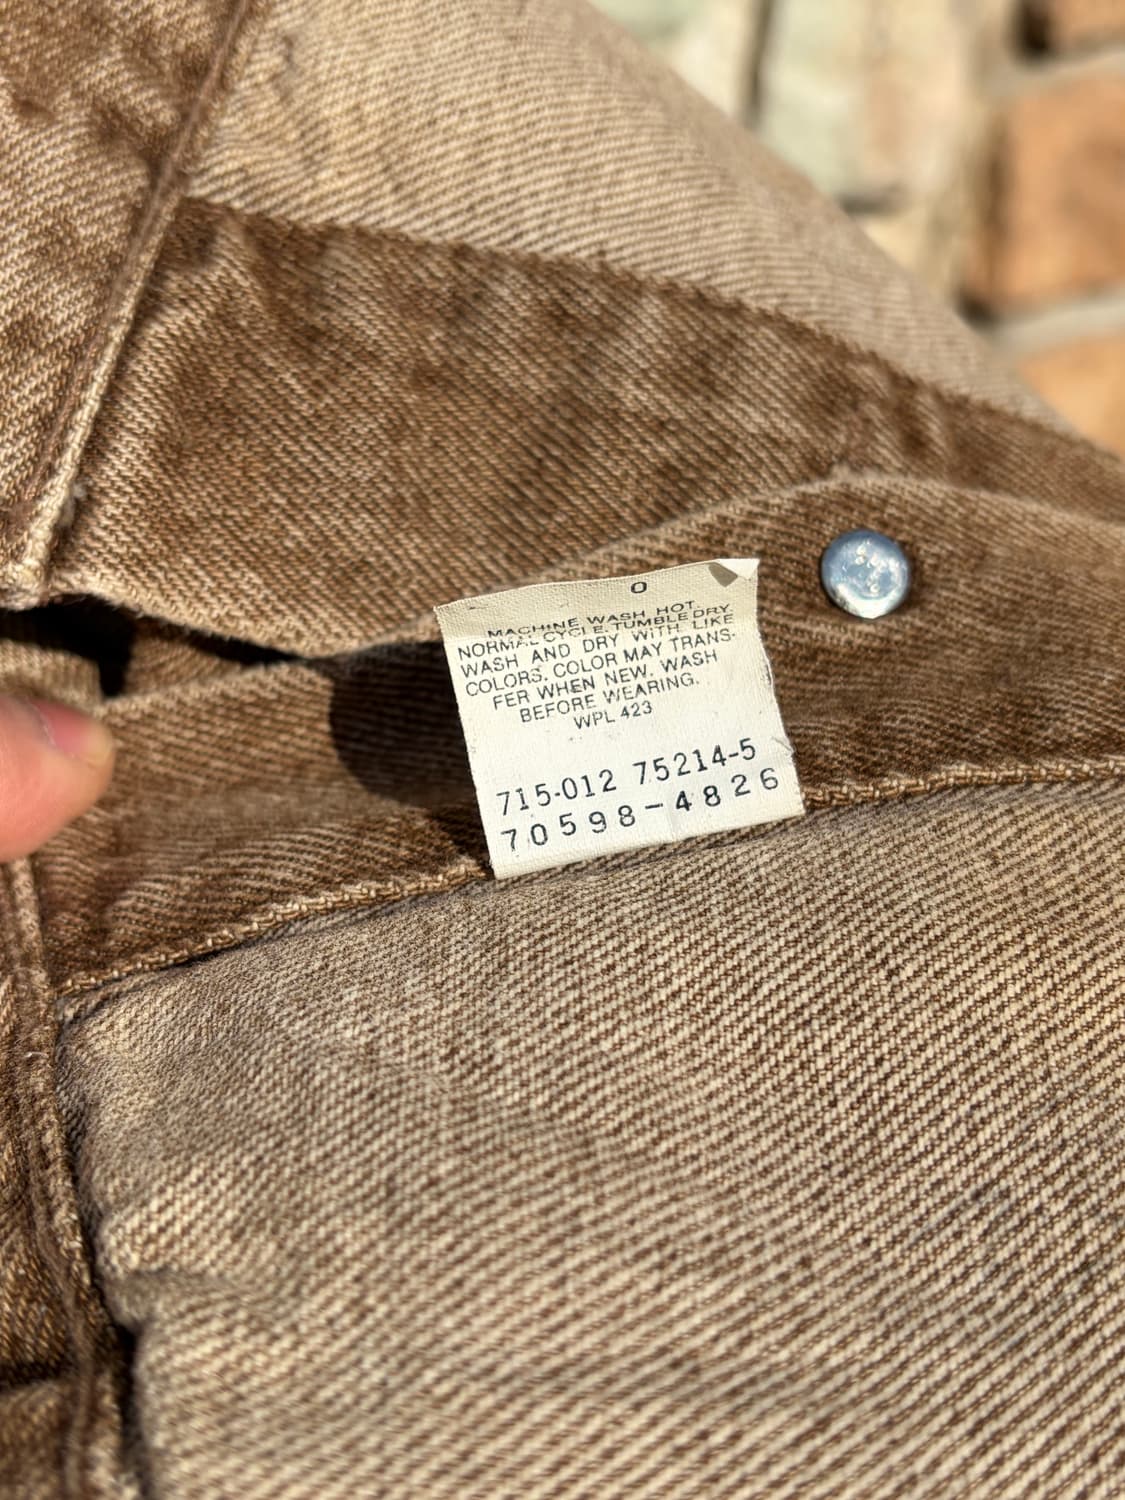 0
MACHINE WASH HOT,
NORMAL CYCLE. TUMBLE DRY.
WASH AND DRY WITH LIKE
COLORS. COLOR MAY TRANS-
FER WHEN NEW. WASH
BEFORE WEARING.
WPL 423
715-012 75214-5
70598-4826